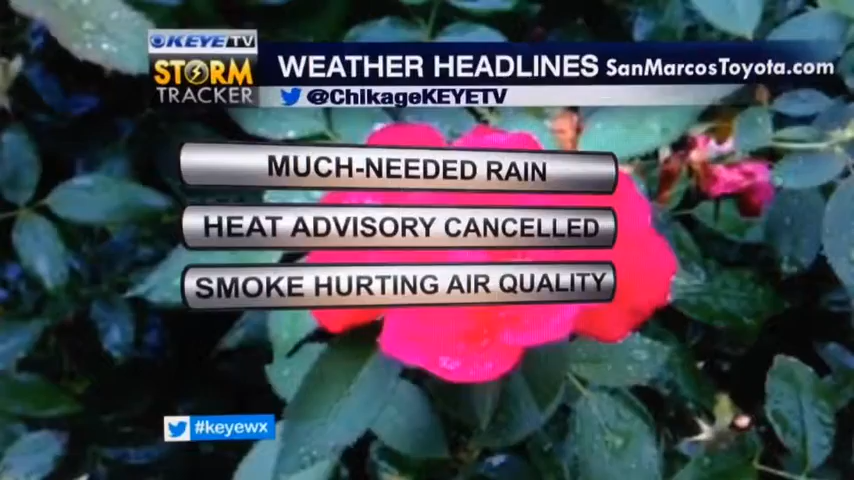 KEYE TV
STORM
TRACKER
WEATHER HEADLINES SanMarcosToyota.com
@ChikageKEYETV
MUCH-NEEDED RAIN
HEAT ADVISORY CANCELLED
SMOKE HURTING AIR QUALITY
#keyewx